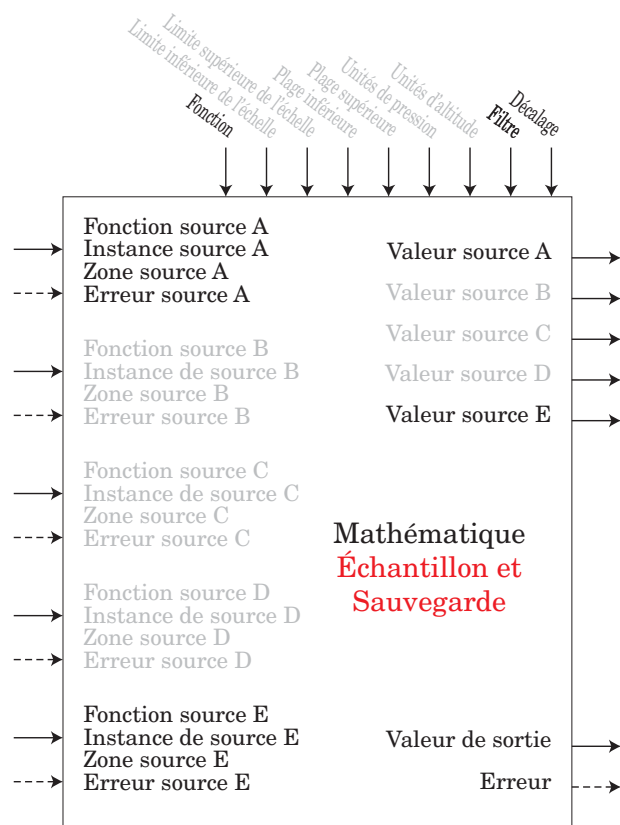 Fonction
Limite inférieure de l'échelle
Limite supérieure de l'échelle
Plage inférieure
Plage supérieure
Unités de pression
Unités d'altitude
Filtre
Décalage
Fonction source A
Instance source A
Zone source A
Erreur source A
Fonction source B
Instance de source B
Zone source B
Erreur source B
Fonction source C
Instance de source C
Zone source C
Erreur source C
Fonction source D
Instance de source D
Zone source D
Erreur source D
Fonction source E
Instance de source E
Zone source E
Erreur source E
Valeur source A
Valeur source B
Valeur source C
Valeur source D
Valeur source E
Mathématique
Échantillon et
Sauvegarde
Valeur de sortie
Erreur